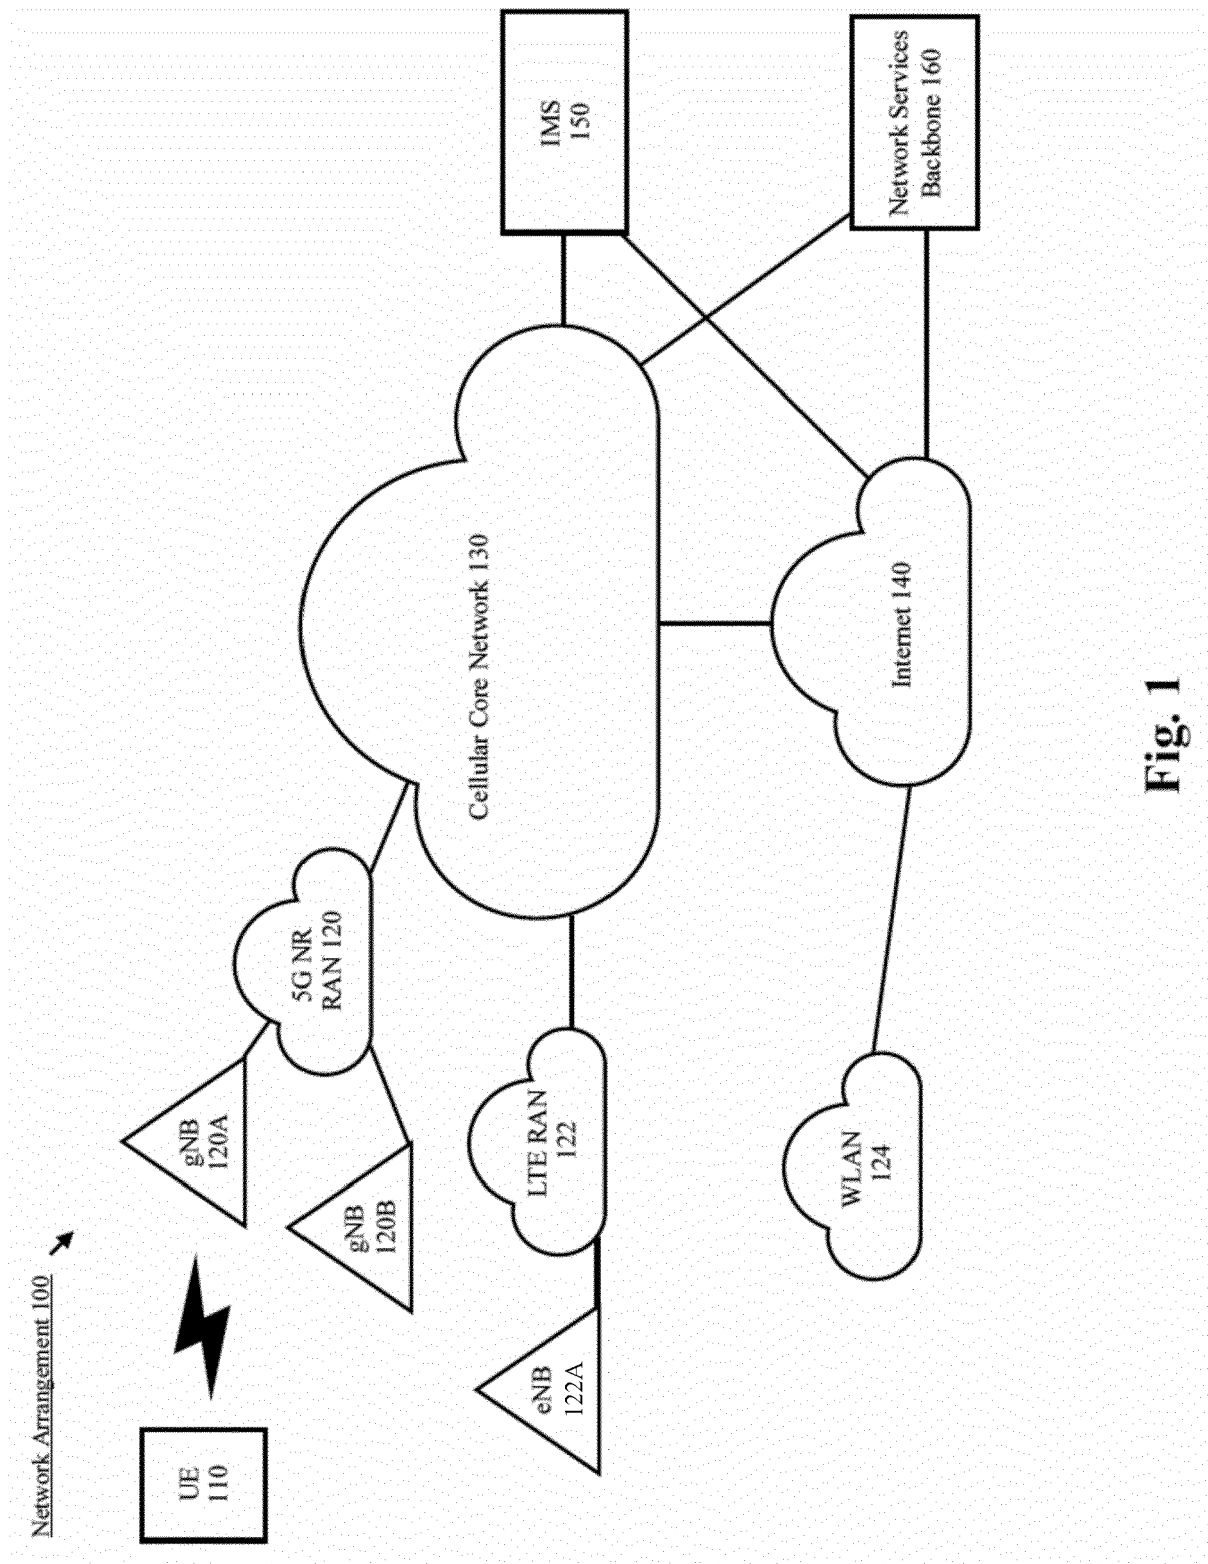 Network Arrangement 100
UE
110
gNB
120A
gNB
120B
5G NR
RAN 120
eNB
122A
LTE RAN
122
WLAN
124
Cellular Core Network 130
Internet 140
IMS
150
Network Services
Backbone 160
Fig. 1